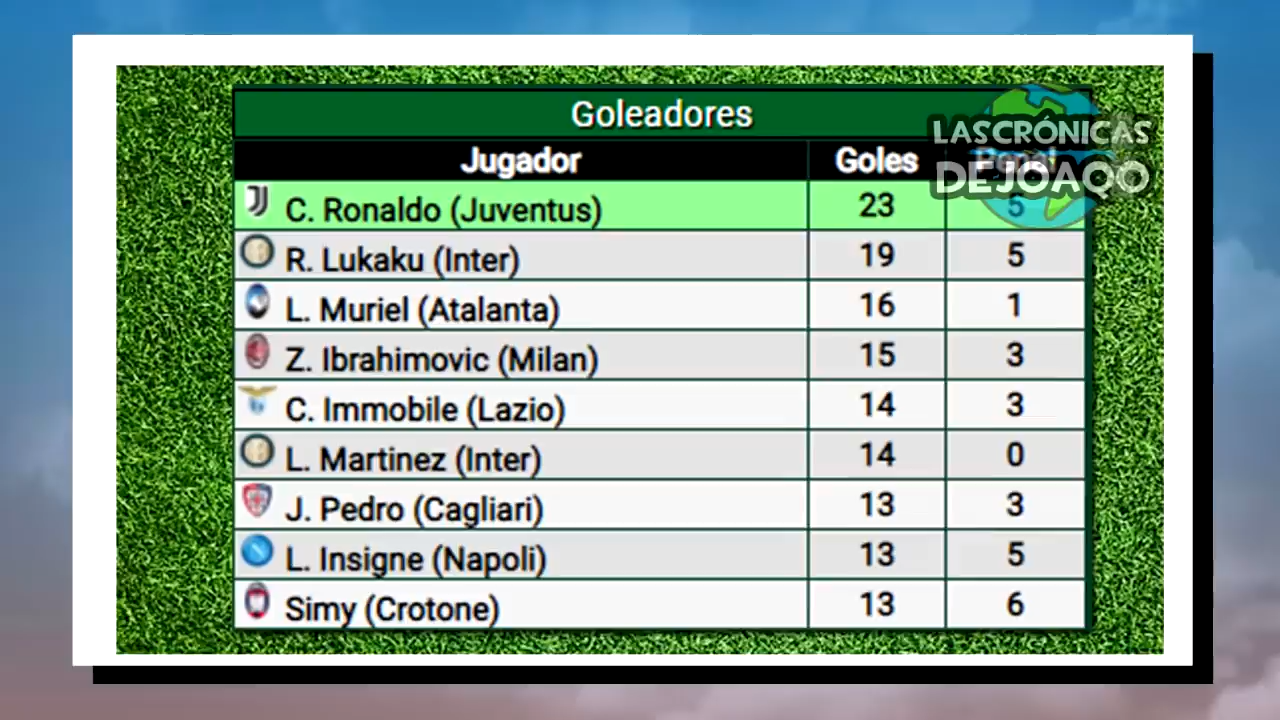 Goleadores
LASCRÓNICAS
DEJOAQO
Jugador Goles Penal
C. Ronaldo (Juventus) 23 5
R. Lukaku (Inter) 19 5
L. Muriel (Atalanta) 16 1
Z. Ibrahimovic (Milan) 15 3
C. Immobile (Lazio) 14 3
L. Martinez (Inter) 14 0
J. Pedro (Cagliari) 13 3
L. Insigne (Napoli) 13 5
Simy (Crotone) 13 6